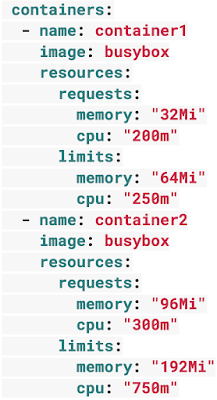 containers:
  - name: container1
    image: busybox
    resources:
      requests:
        memory: "32Mi"
        cpu: "200m"
      limits:
        memory: "64Mi"
        cpu: "250m"
  - name: container2
    image: busybox
    resources:
      requests:
        memory: "96Mi"
        cpu: "300m"
      limits:
        memory: "192Mi"
        cpu: "750m"